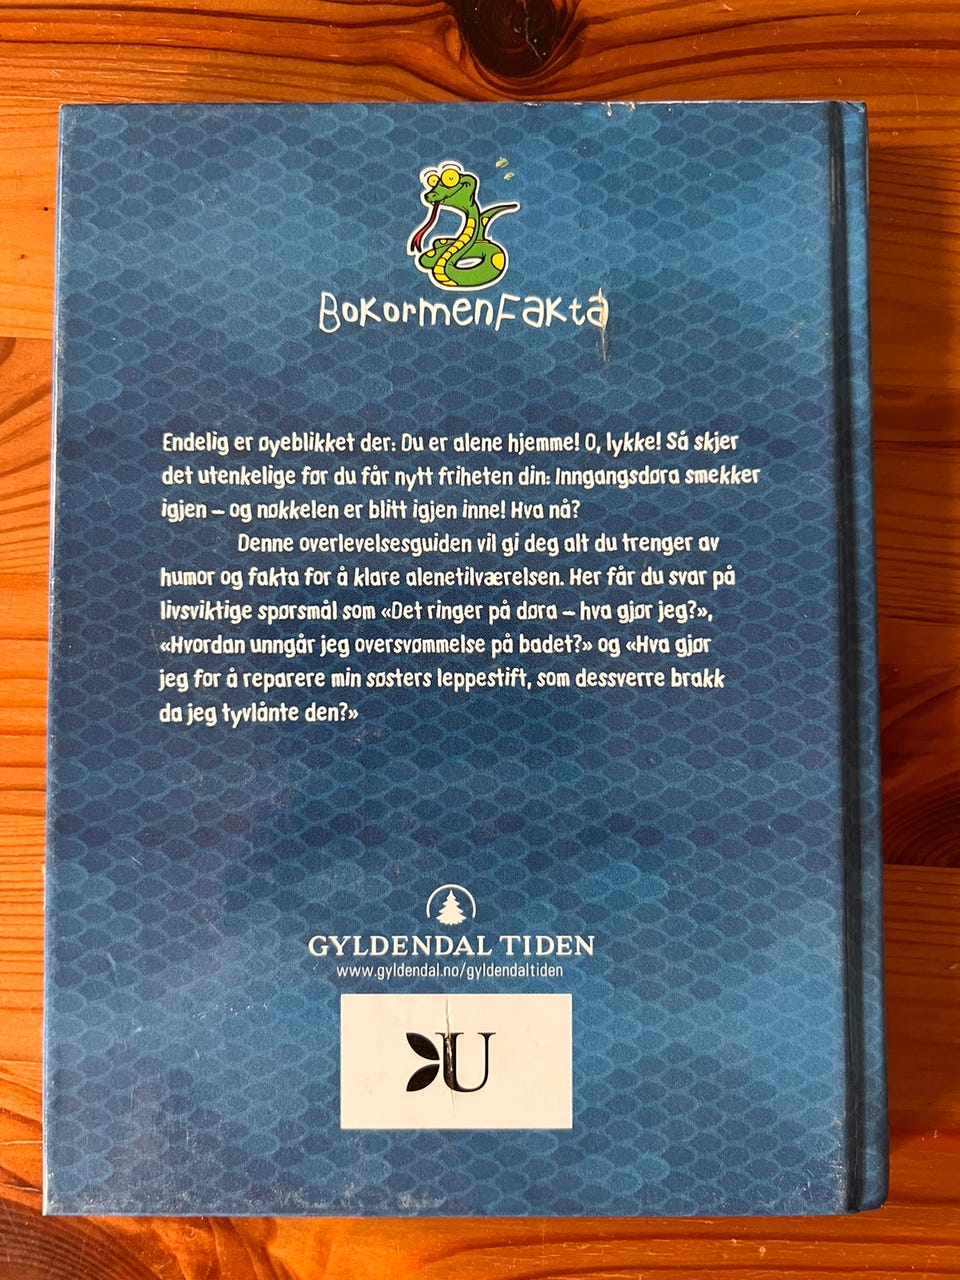 BokormenFakta
Endelig er øyeblikket der: Du er alene hjemme! O, lykke! Så skjer
det utenkelige før du får nytt friheten din: Inngangsdøra smekker
igjen – og nøkkelen er blitt igjen inne! Hva nå?
Denne overlevelsesguiden vil gi deg alt du trenger av
humor og fakta for å klare alenetilværelsen. Her får du svar på
livsviktige spørsmål som «Det ringer på døra – hva gjør jeg?»,
«Hvordan unngår jeg oversvømmelse på badet?» og «Hva gjør
jeg for å reparere min søsters leppestift, som dessverre brakk
da jeg tyvlånte den?»
GYLDENDAL TIDEN
www.gyldendal.no/gyldendaltiden
U